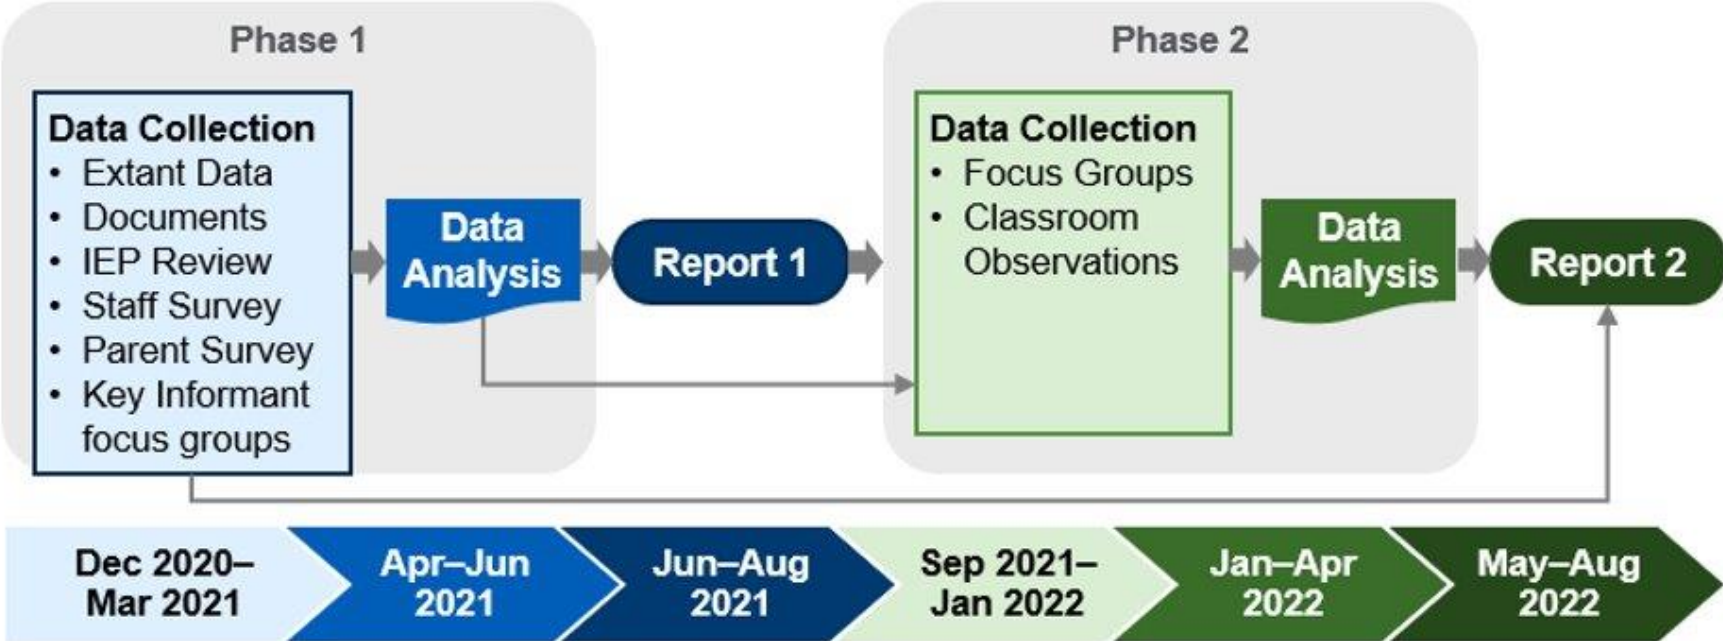 Phase 1
Data Collection
• Extant Data
• Documents
• IEP Review
• Staff Survey
• Parent Survey
• Key Informant
focus groups
Data
Analysis
Report 1
Phase 2
Data Collection
• Focus Groups
• Classroom
Observations
Data
Analysis
Report 2
Dec 2020–
Mar 2021
Apr–Jun
2021
Jun–Aug
2021
Sep 2021–
Jan 2022
Jan–Apr
2022
May–Aug
2022